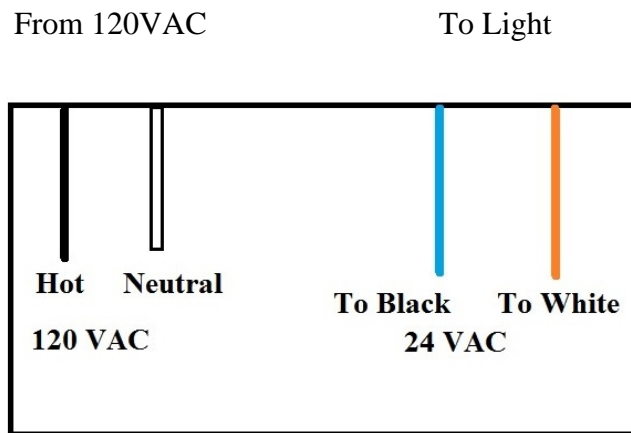 From 120VAC To Light
Hot Neutral
To Black To White
120 VAC 24 VAC